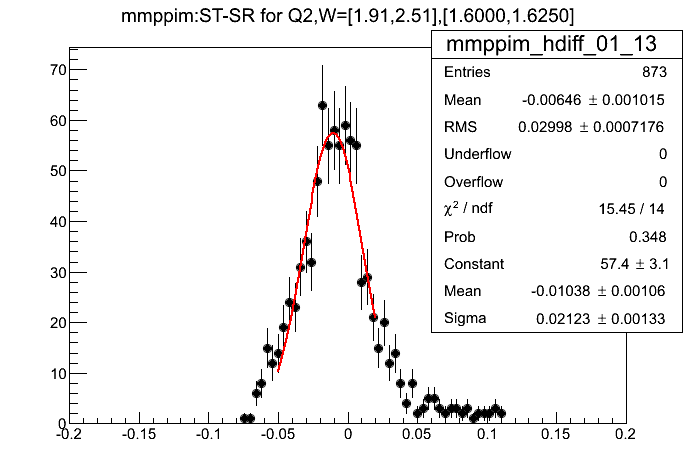 mmppim:ST-SR for Q2,W=[1.91,2.51],[1.6000,1.6250]
mmppim_hdiff_01_13
Entries 873
Mean -0.00646 ± 0.001015
RMS 0.02998 ± 0.0007176
Underflow 0
Overflow 0
χ² / ndf 15.45 / 14
Prob 0.348
Constant 57.4 ± 3.1
Mean -0.01038 ± 0.00106
Sigma 0.02123 ± 0.00133
70
60
50
40
30
20
10
0
-0.2 -0.15 -0.1 -0.05 0 0.05 0.1 0.15 0.2